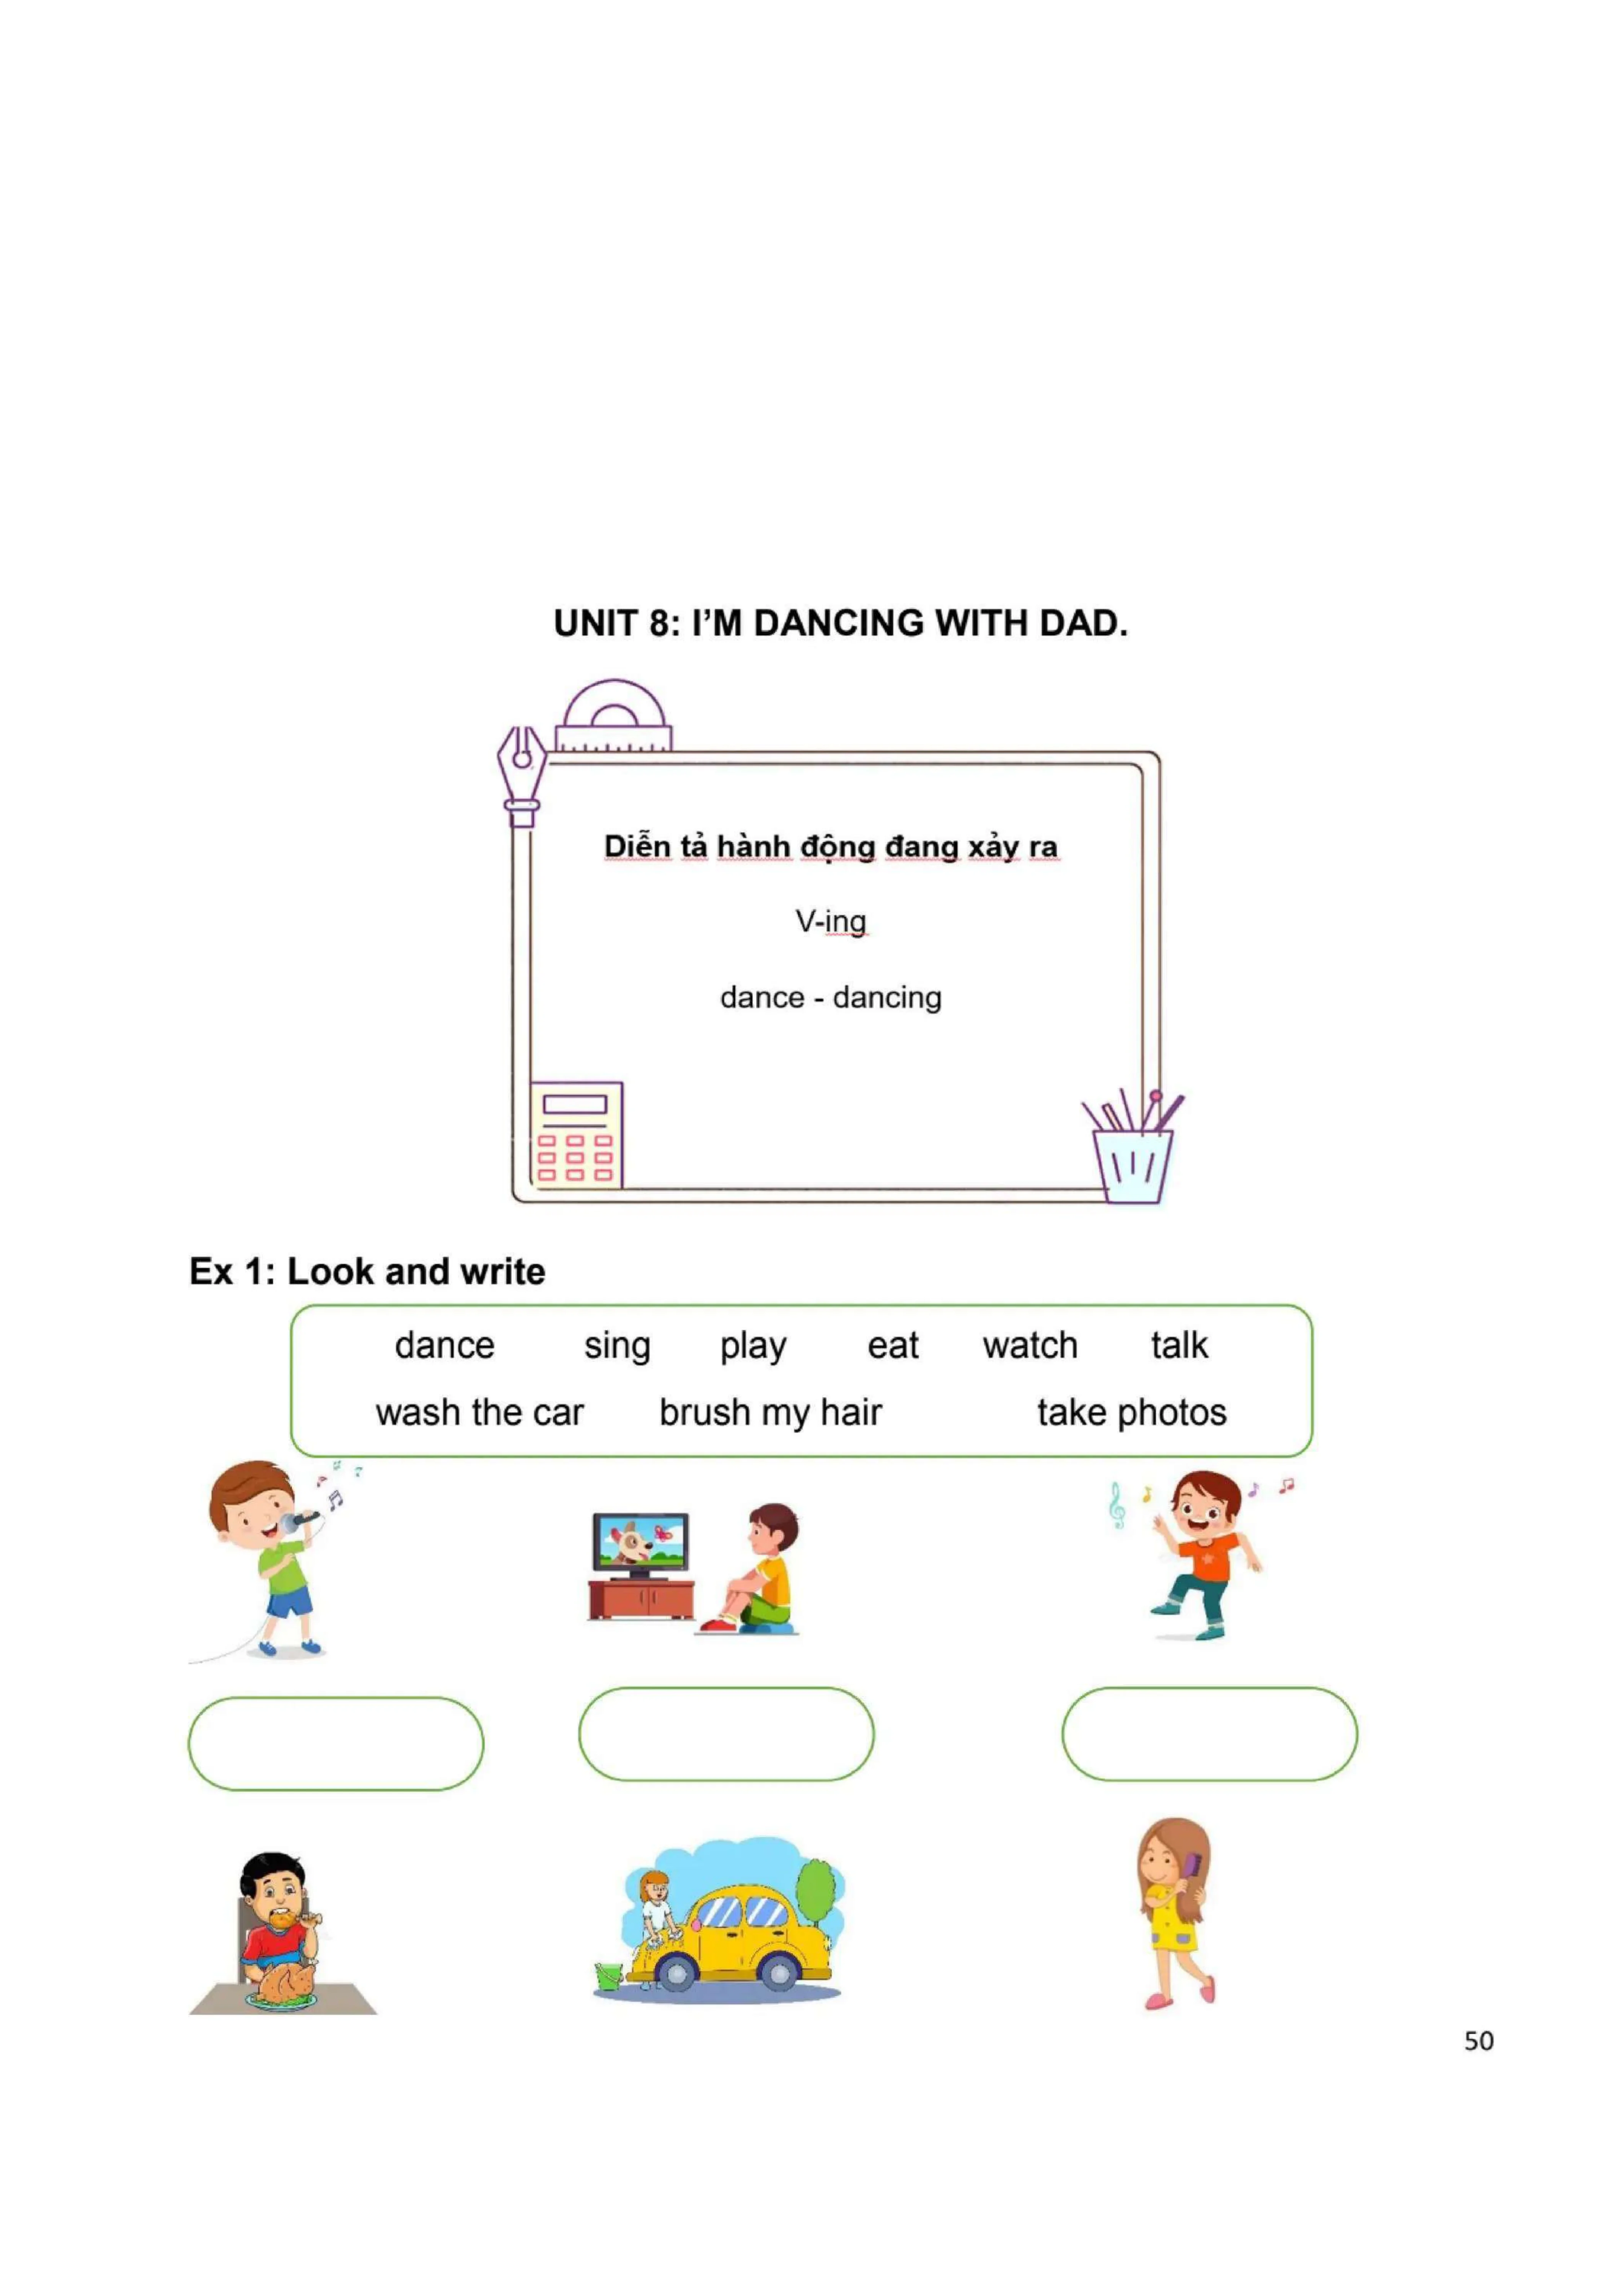 UNIT 8: I’M DANCING WITH DAD.
Diễn tả hành động đang xảy ra
V-ing
dance - dancing
Ex 1: Look and write
dance sing play eat watch talk
wash the car brush my hair take photos
50